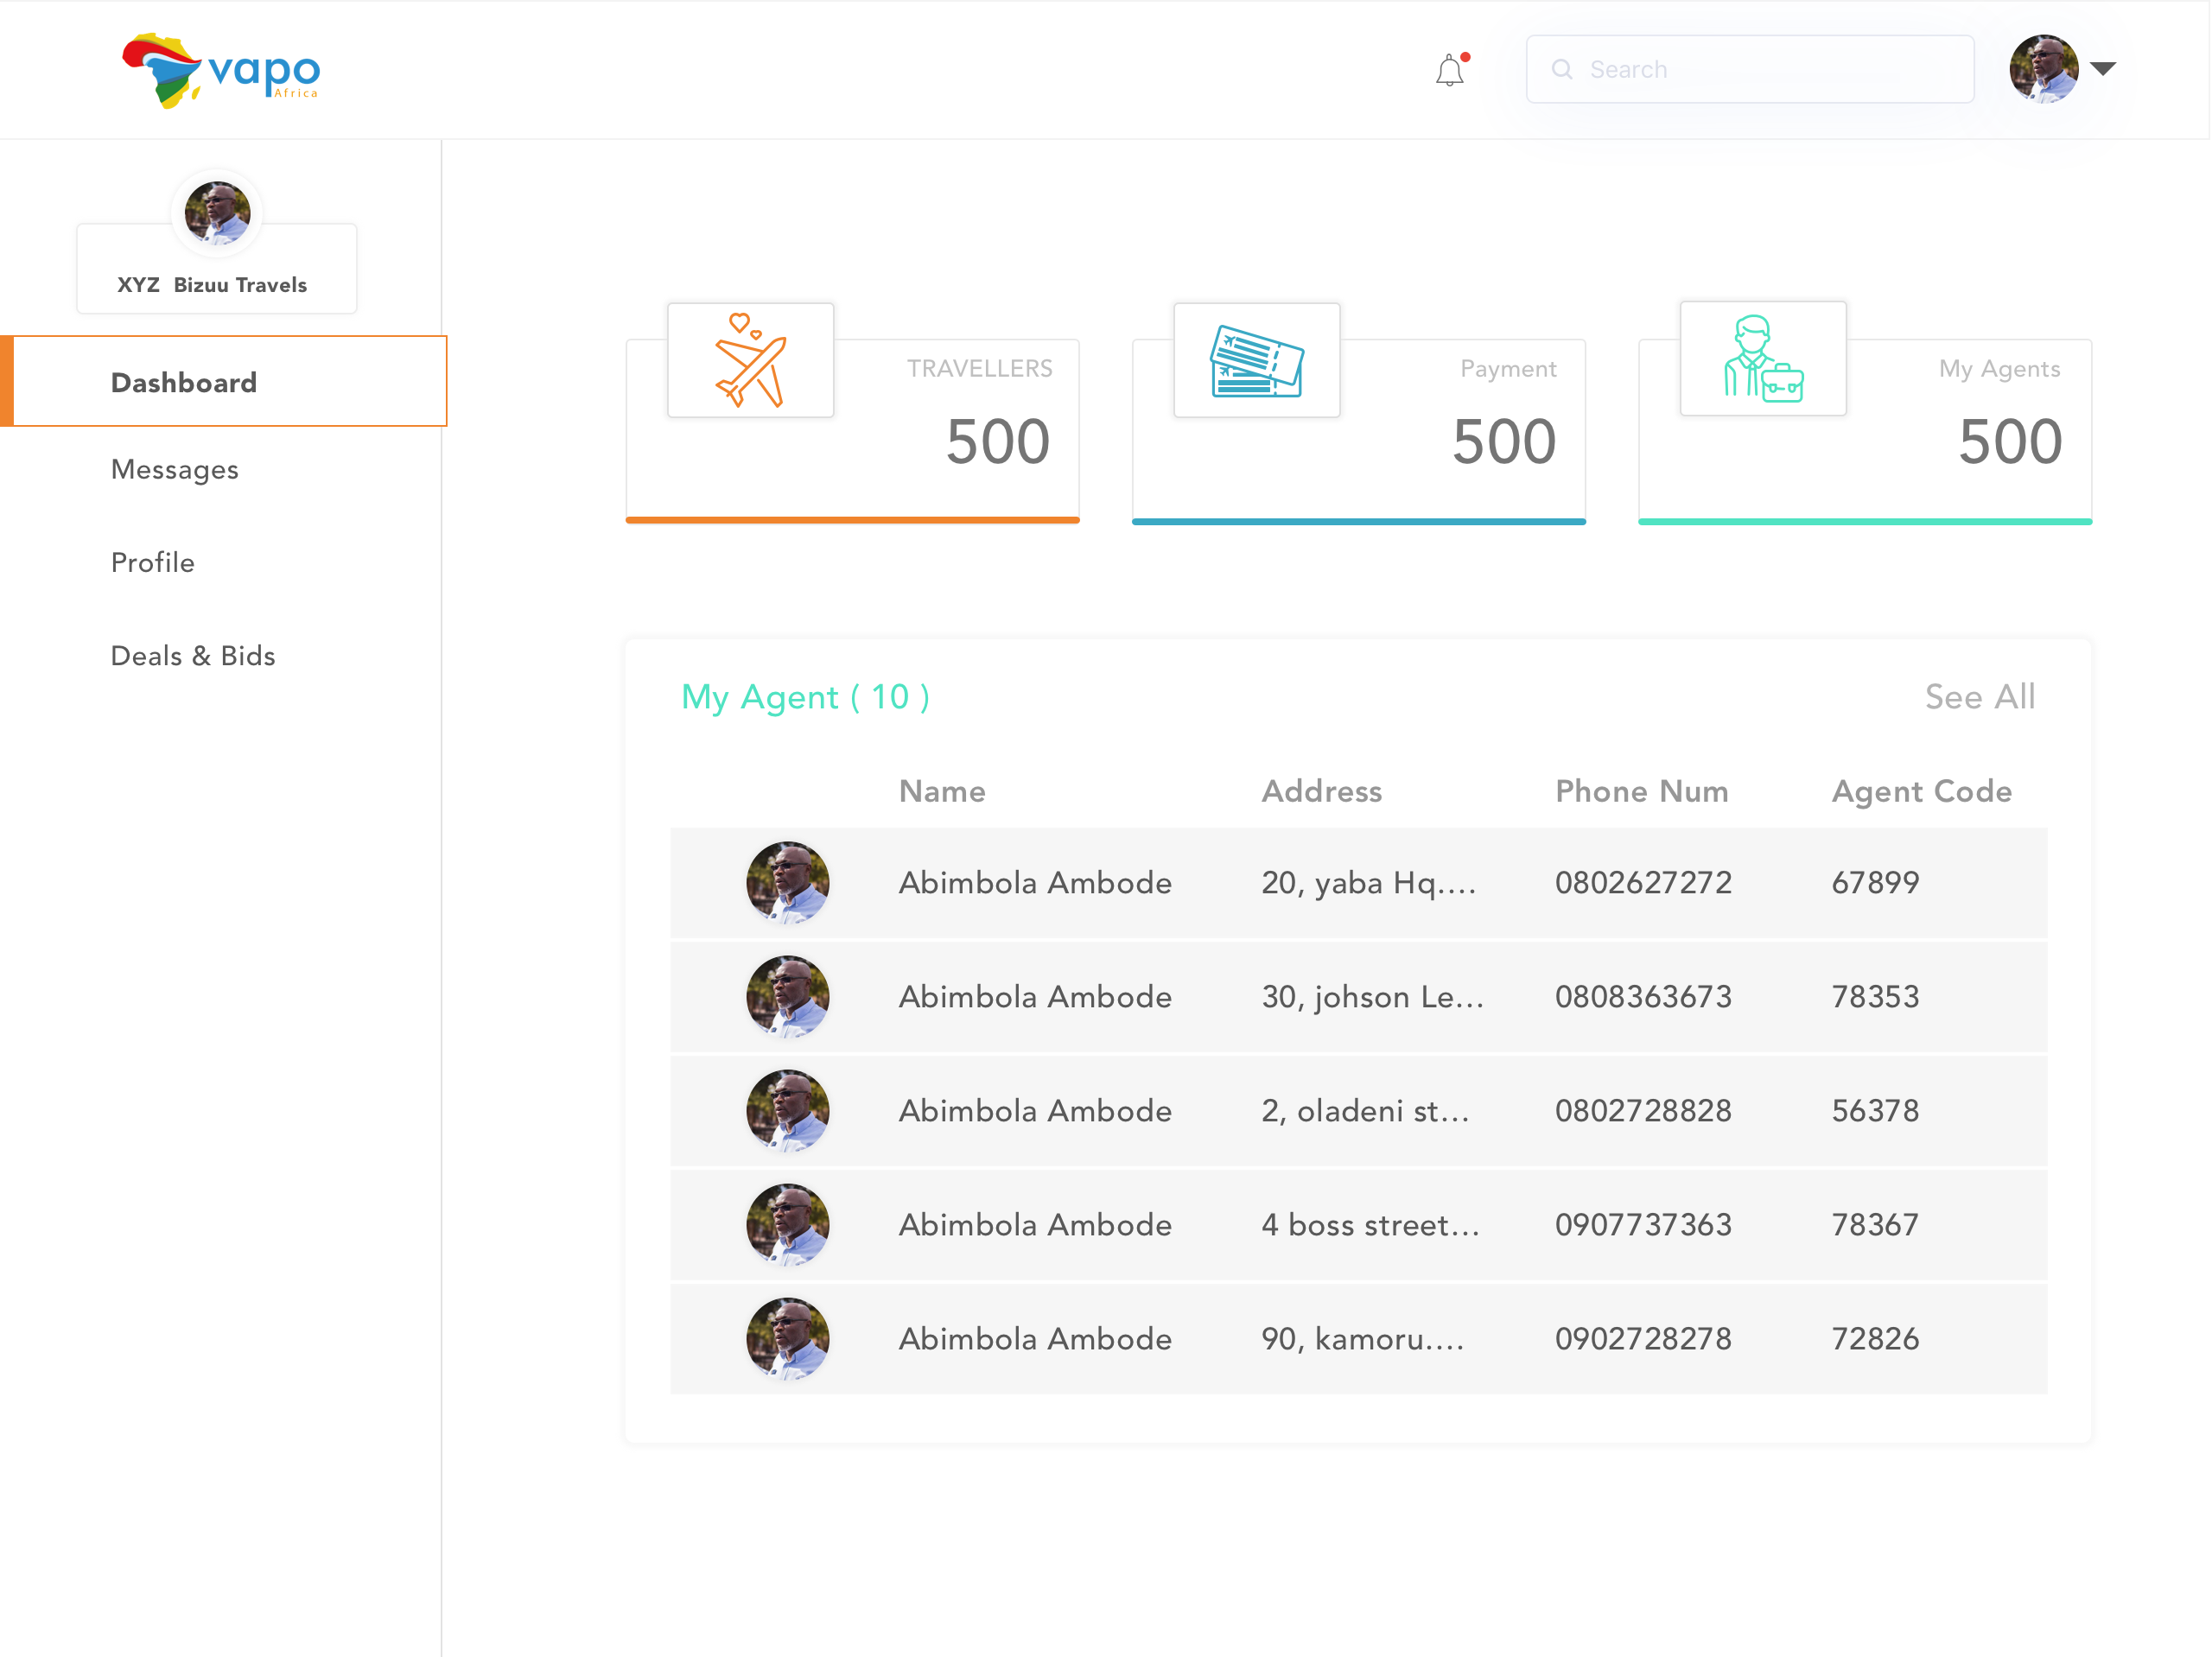 vapo
Africa
Search
XYZ Bizuu Travels
Dashboard
Messages
Profile
Deals & Bids
TRAVELLERS
500
Payment
500
My Agents
500
My Agent ( 10 )
See All
Name Address Phone Num Agent Code
Abimbola Ambode 20, yaba Hq.... 0802627272 67899
Abimbola Ambode 30, johson Le... 0808363673 78353
Abimbola Ambode 2, oladeni st... 0802728828 56378
Abimbola Ambode 4 boss street... 0907737363 78367
Abimbola Ambode 90, kamoru.... 0902728278 72826